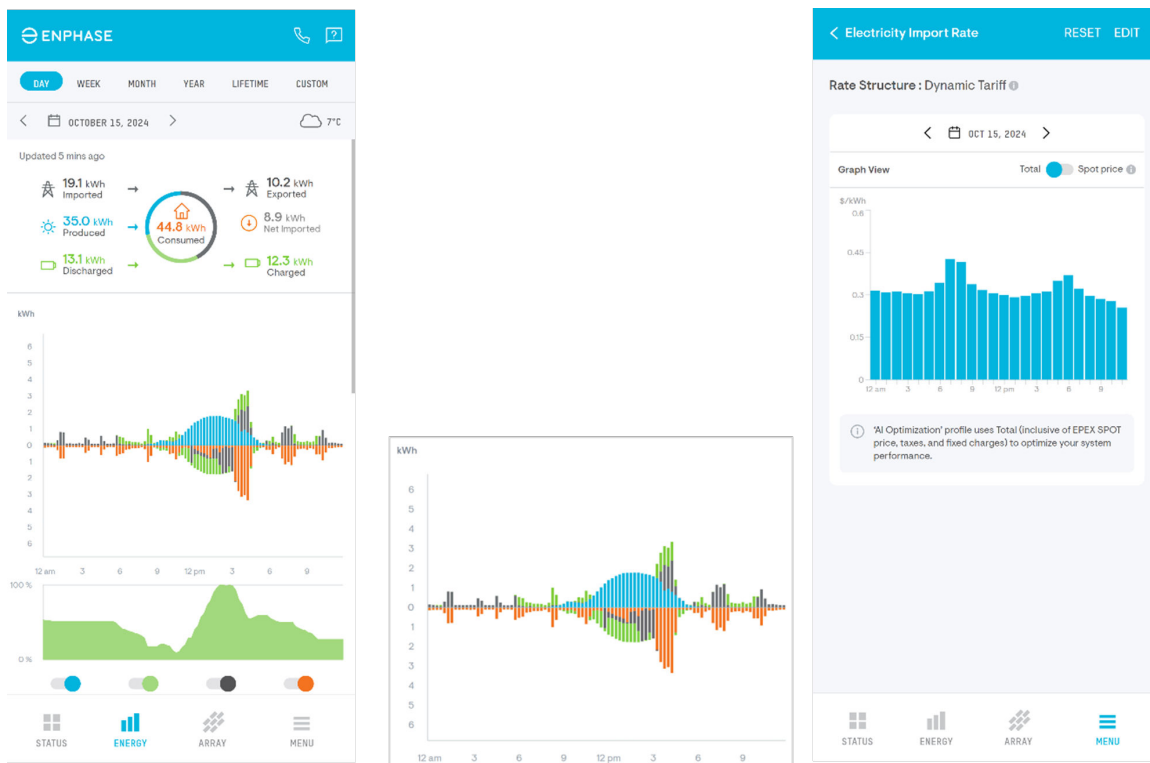 ENPHASE
DAY WEEK MONTH YEAR LIFETIME CUSTOM
OCTOBER 15, 2024 7°C
Updated 5 mins ago
19.1 kWh
Imported
10.2 kWh
Exported
35.0 kWh
Produced
44.8 kWh
Consumed
8.9 kWh
Net Imported
13.1 kWh
Discharged
12.3 kWh
Charged
kWh
6
5
4
3
2
1
0
1
2
3
4
5
6
12 am 3 6 9 12 pm 3 6 9
100 %
0 %
STATUS ENERGY ARRAY MENU
kWh
6
5
4
3
2
1
0
1
2
3
4
5
6
12 am 3 6 9 12 pm 3 6 9
Electricity Import Rate RESET EDIT
Rate Structure : Dynamic Tariff
OCT 15, 2024
Graph View Total Spot price
$/kWh
0.6
0.45
0.3
0.15
0
12 am 3 6 9 12 pm 3 6 9
'AI Optimization' profile uses Total (inclusive of EPEX SPOT
price, taxes, and fixed charges) to optimize your system
performance.
STATUS ENERGY ARRAY MENU